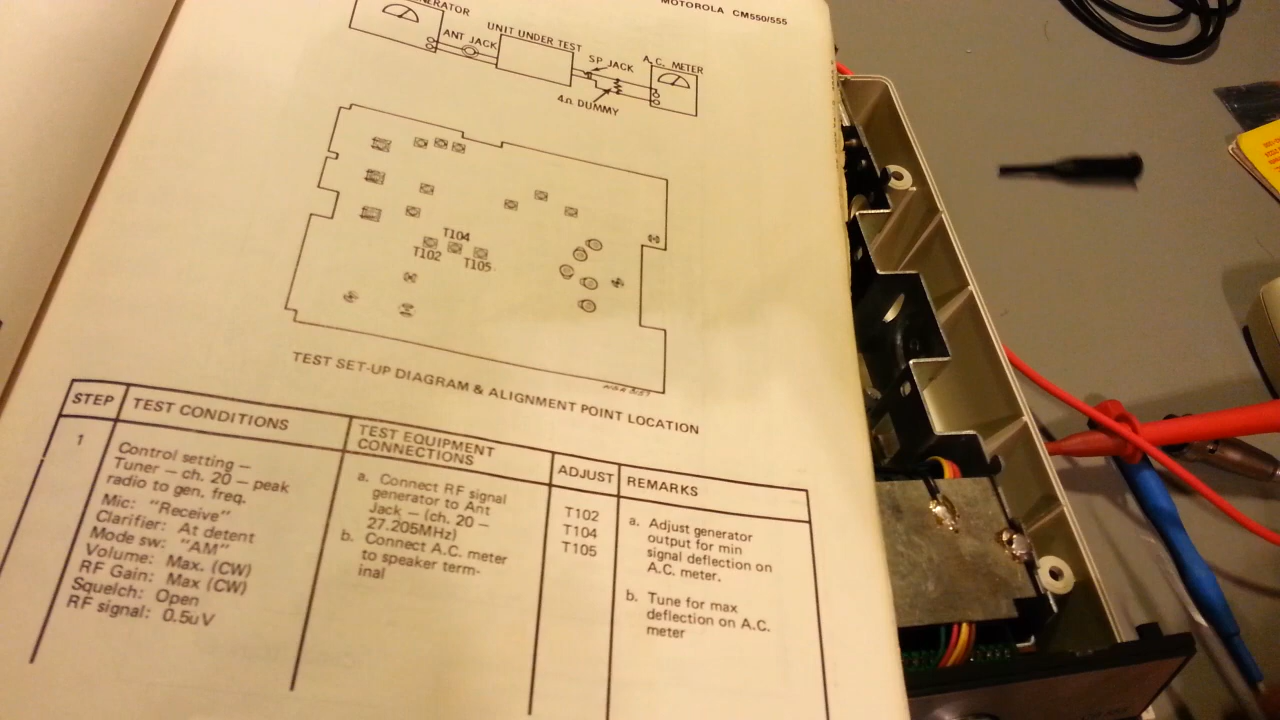 MOTOROLA CM550/555
ANT JACK
UNIT UNDER TEST
SP JACK
A.C. METER
4Ω DUMMY
T104
T102
T105
TEST SET-UP DIAGRAM & ALIGNMENT POINT LOCATION
STEP
TEST CONDITIONS
TEST EQUIPMENT
CONNECTIONS
ADJUST
REMARKS
1
Control setting —
Tuner — ch. 20 — peak
radio to gen, freq.
Mic: "Receive"
Clarifier: At detent
Mode sw: "AM"
Volume: Max. (CW)
RF Gain: Max (CW)
Squelch: Open
RF signal: 0.5uV
a. Connect RF signal
generator to Ant
Jack — (ch. 20 —
27.205MHz)
b. Connect A.C. meter
to speaker term-
inal
T102
T104
T105
a. Adjust generator
output for min
signal deflection on
A.C. meter.
b. Tune for max
deflection on A.C.
meter